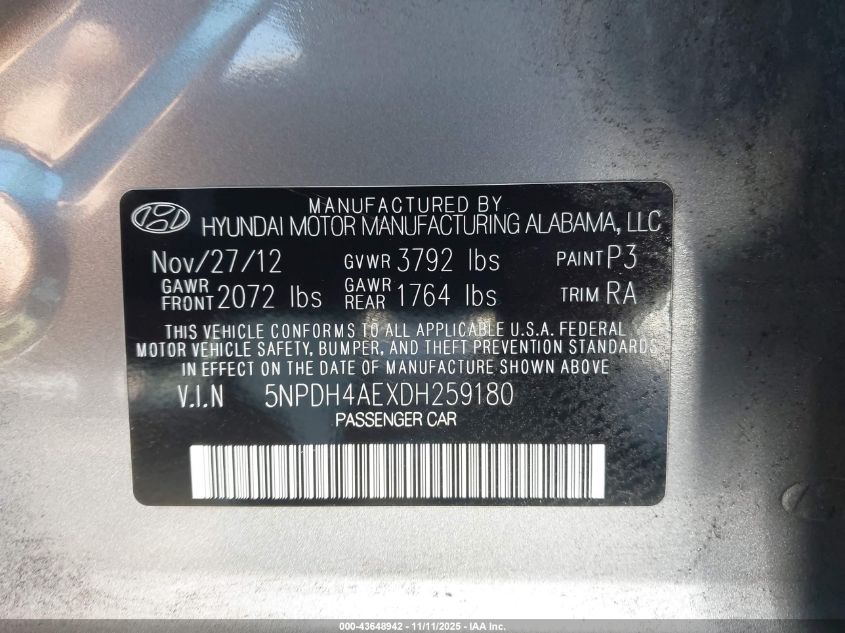 MANUFACTURED BY
HYUNDAI MOTOR MANUFACTURING ALABAMA, LLC
Nov/27/12 GVWR 3792 lbs PAINT P3
GAWR FRONT 2072 lbs GAWR REAR 1764 lbs TRIM RA
THIS VEHICLE CONFORMS TO ALL APPLICABLE U.S.A. FEDERAL
MOTOR VEHICLE SAFETY, BUMPER, AND THEFT PREVENTION STANDARDS
IN EFFECT ON THE DATE OF MANUFACTURE SHOWN ABOVE
V.I.N 5NPDH4AEXDH259180
PASSENGER CAR
000-43648942 - 11/11/2025 - IAA Inc.